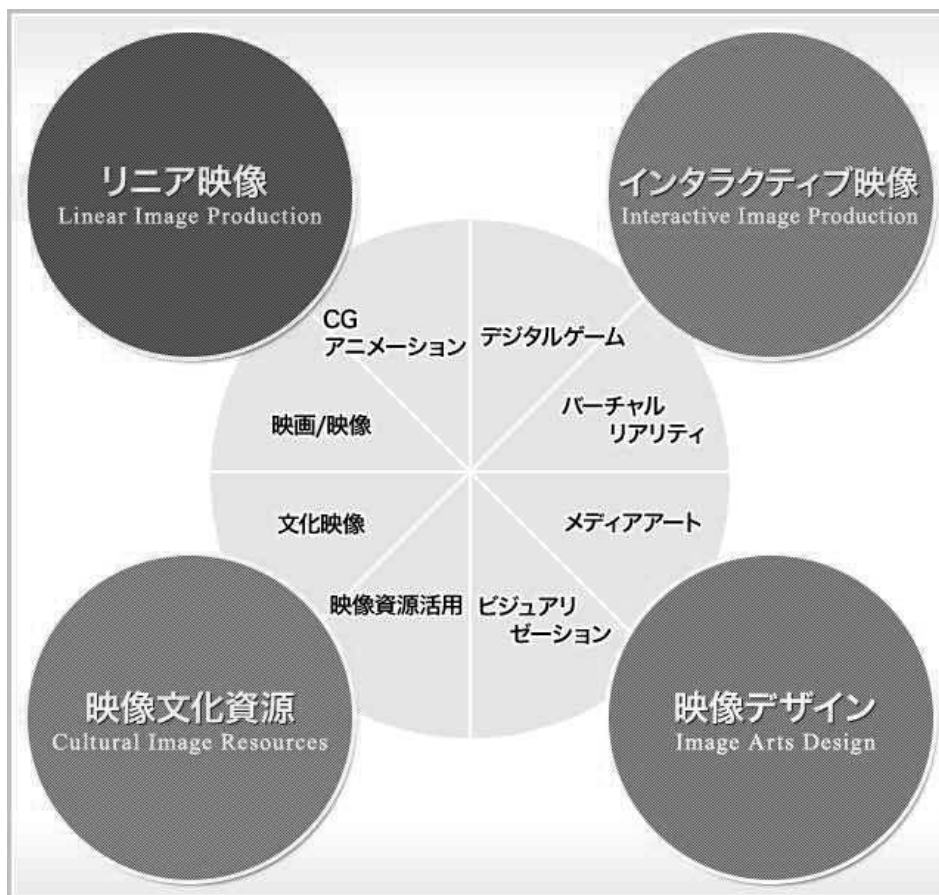 リニア映像
Linear Image Production
インタラクティブ映像
Interactive Image Production
CG
アニメーション
デジタルゲーム
映画/映像
バーチャル
リアリティ
文化映像
メディアアート
映像資源活用
ビジュアリ
ゼーション
映像文化資源
Cultural Image Resources
映像デザイン
Image Arts Design